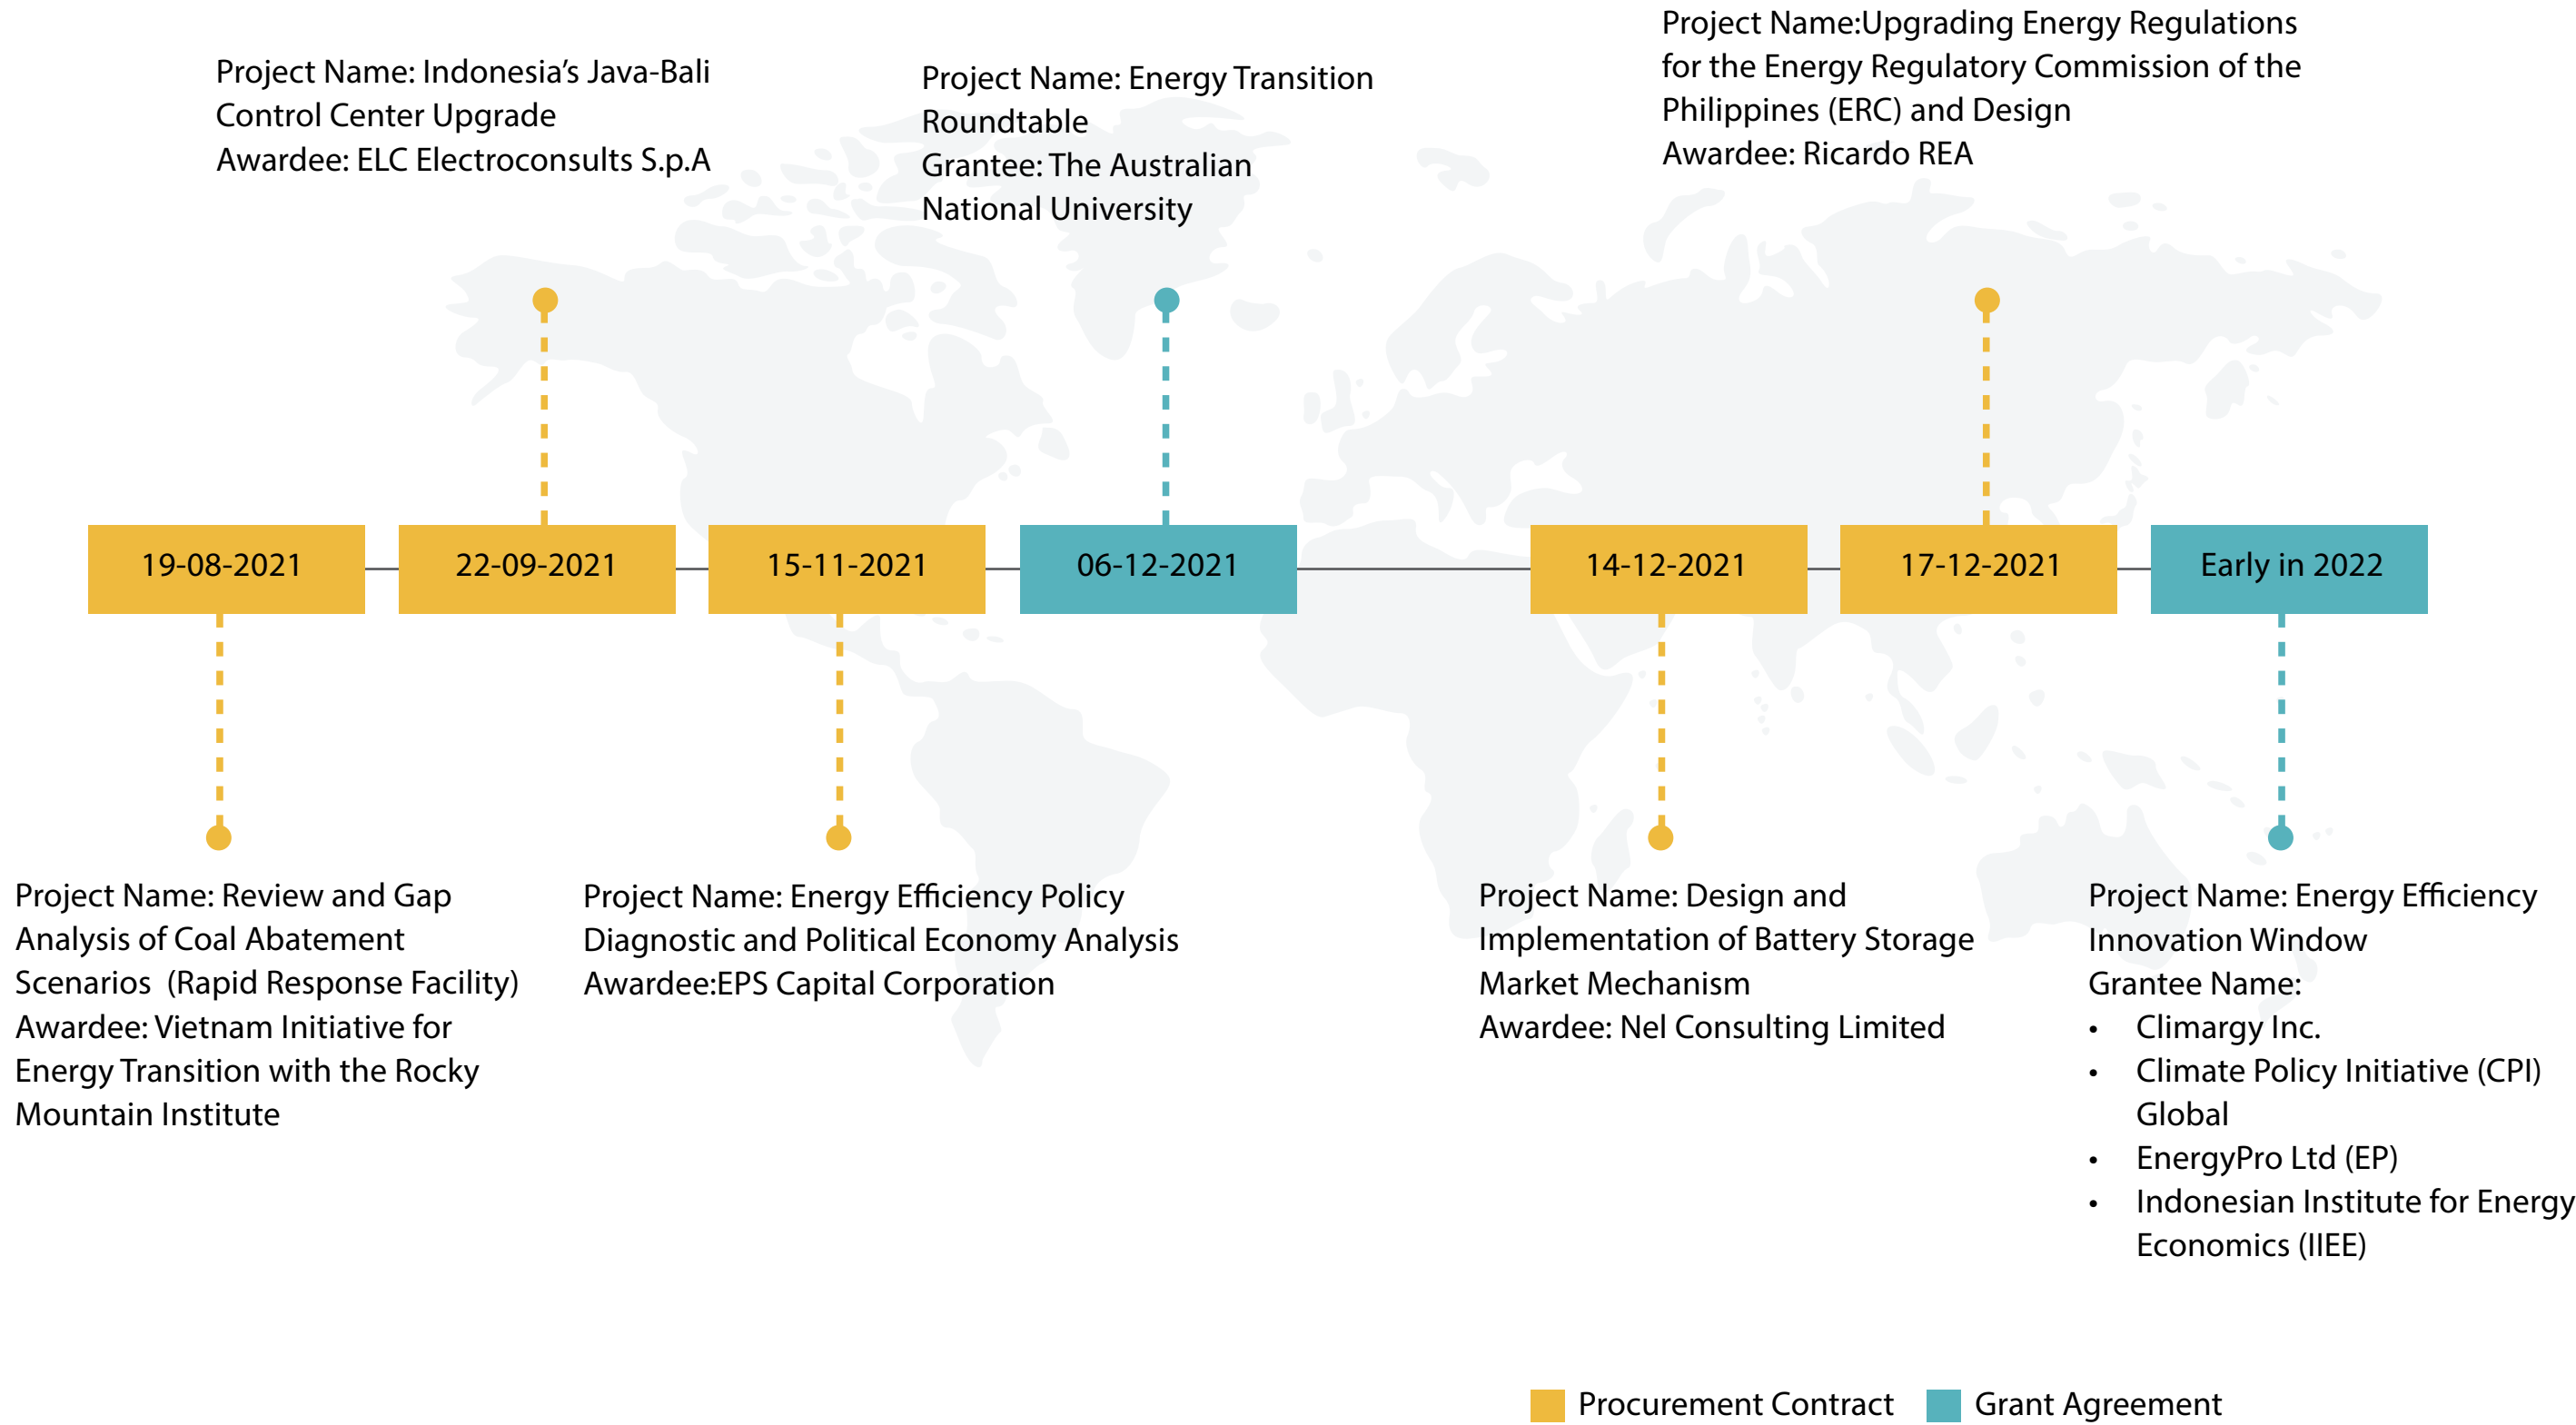 Project Name: Indonesia’s Java-Bali
Control Center Upgrade
Awardee: ELC Electroconsults S.p.A
Project Name: Energy Transition
Roundtable
Grantee: The Australian
National University
Project Name:Upgrading Energy Regulations
for the Energy Regulatory Commission of the
Philippines (ERC) and Design
Awardee: Ricardo REA
19-08-2021
22-09-2021
15-11-2021
06-12-2021
14-12-2021
17-12-2021
Early in 2022
Project Name: Review and Gap
Analysis of Coal Abatement
Scenarios (Rapid Response Facility)
Awardee: Vietnam Initiative for
Energy Transition with the Rocky
Mountain Institute
Project Name: Energy Efficiency Policy
Diagnostic and Political Economy Analysis
Awardee:EPS Capital Corporation
Project Name: Design and
Implementation of Battery Storage
Market Mechanism
Awardee: Nel Consulting Limited
Project Name: Energy Efficiency
Innovation Window
Grantee Name:
• Climargy Inc.
• Climate Policy Initiative (CPI)
Global
• EnergyPro Ltd (EP)
• Indonesian Institute for Energy
Economics (IIEE)
Procurement Contract
Grant Agreement